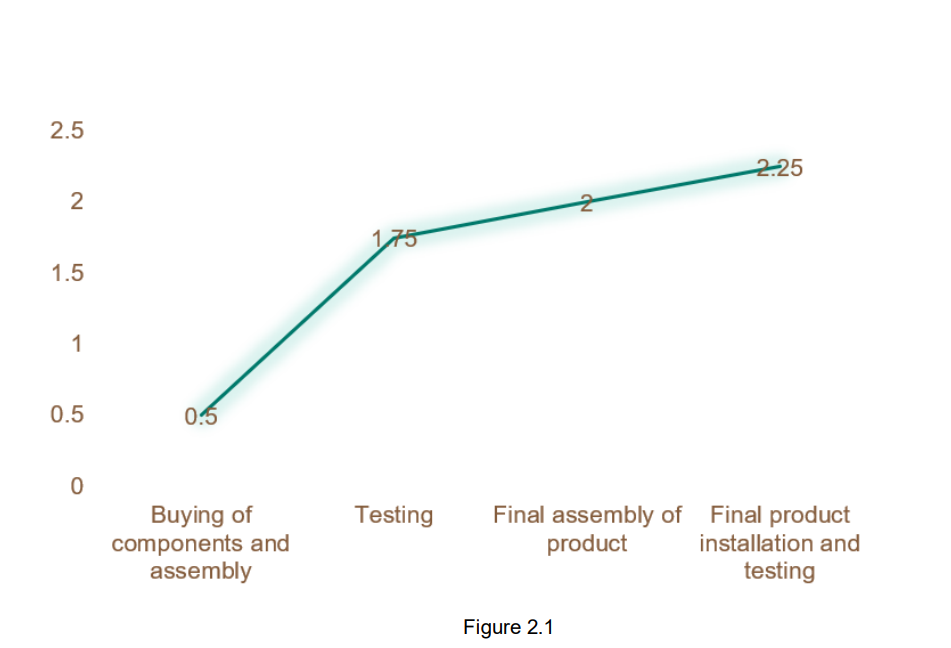 2.5
2
1.5
1
0.5
0
0.5
1.75
2
2.25
Buying of
components and
assembly
Testing
Final assembly of
product
Final product
installation and
testing
Figure 2.1